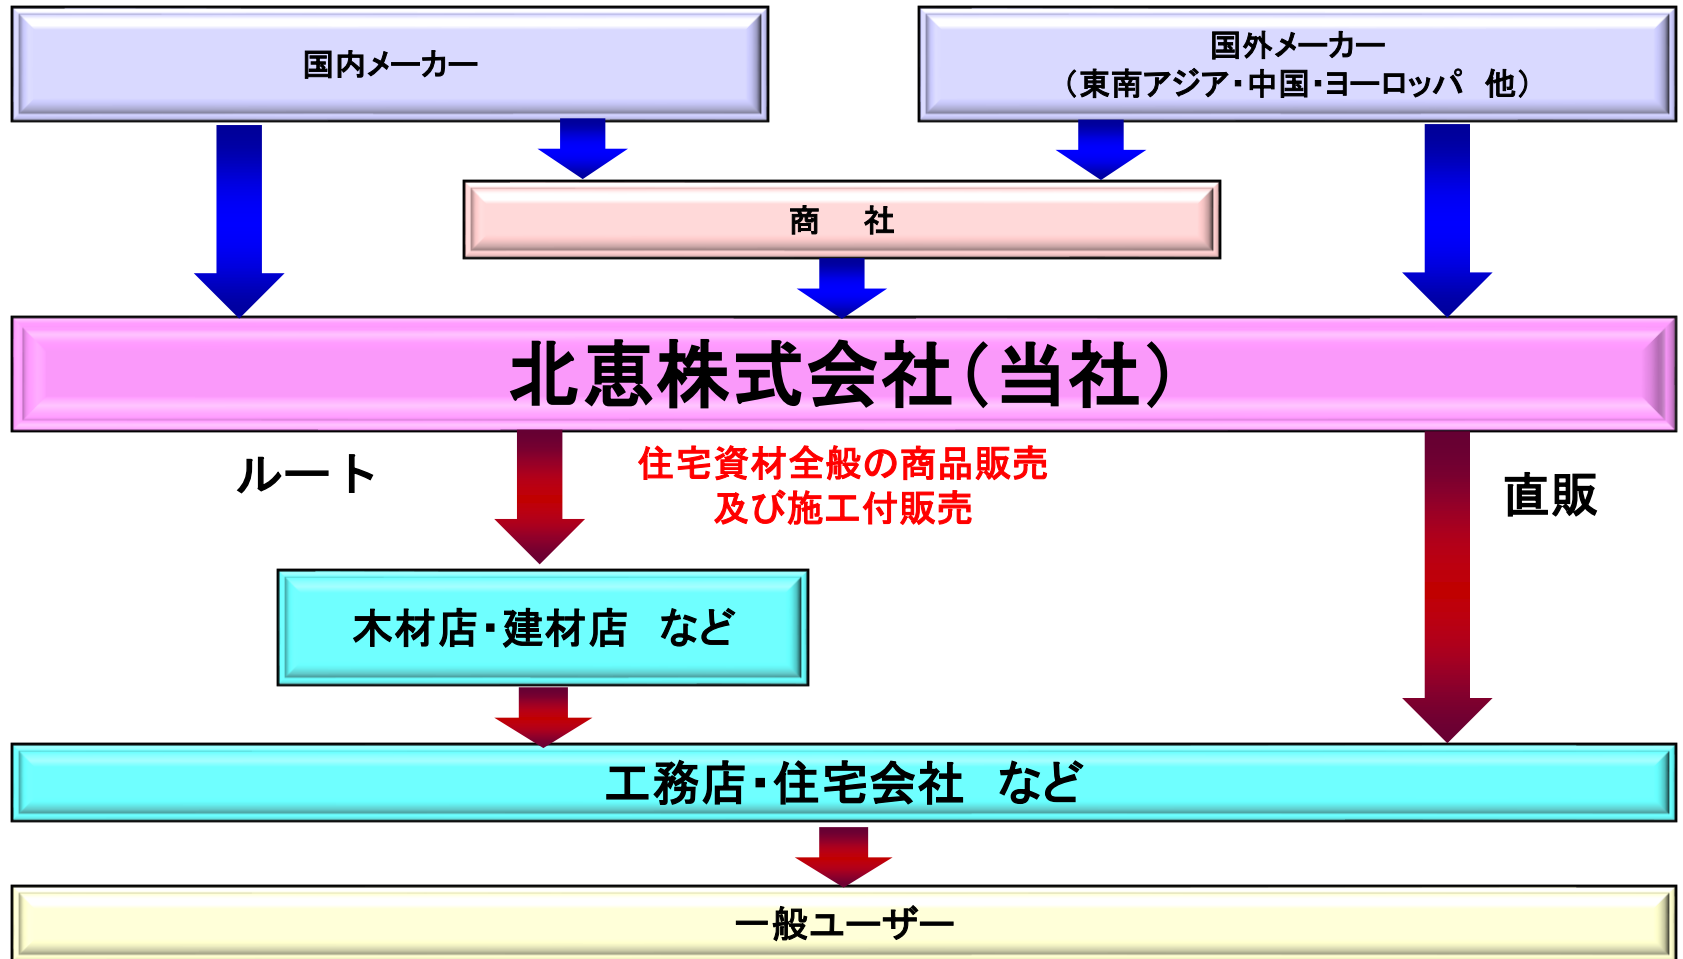 国内メーカー
国外メーカー
（東南アジア・中国・ヨーロッパ　他）
商　社
北恵株式会社（当社）
ルート
住宅資材全般の商品販売
及び施工付販売
直販
木材店・建材店　など
工務店・住宅会社　など
一般ユーザー